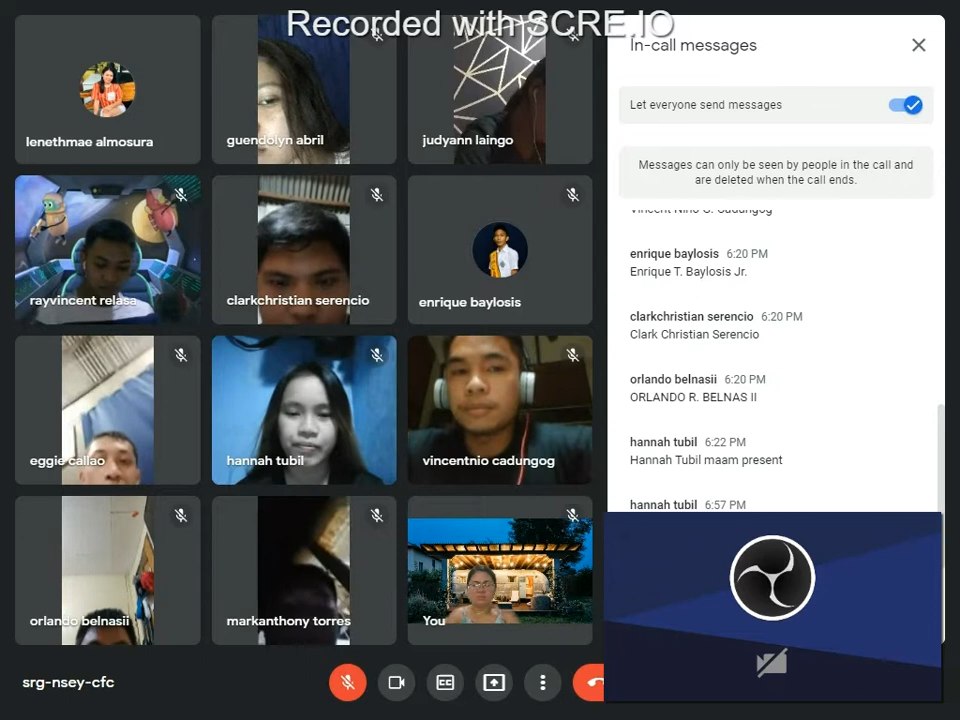 Recorded with SCRE.IO
In-call messages
Let everyone send messages
Messages can only be seen by people in the call and
are deleted when the call ends.
enrique baylosis 6:20 PM
Enrique T. Baylosis Jr.
clarkchristian serencio 6:20 PM
Clark Christian Serencio
orlando belnasii 6:20 PM
ORLANDO R. BELNAS II
hannah tubil 6:22 PM
Hannah Tubil maam present
hannah tubil 6:57 PM
lenethmae almosura
guendolyn abril
judyann laingo
rayvincent relasa
clarkchristian serencio
enrique baylosis
eggie callao
hannah tubil
vincentnio cadungog
orlando belnasii
markanthony torres
You
srg-nsey-cfc
CC